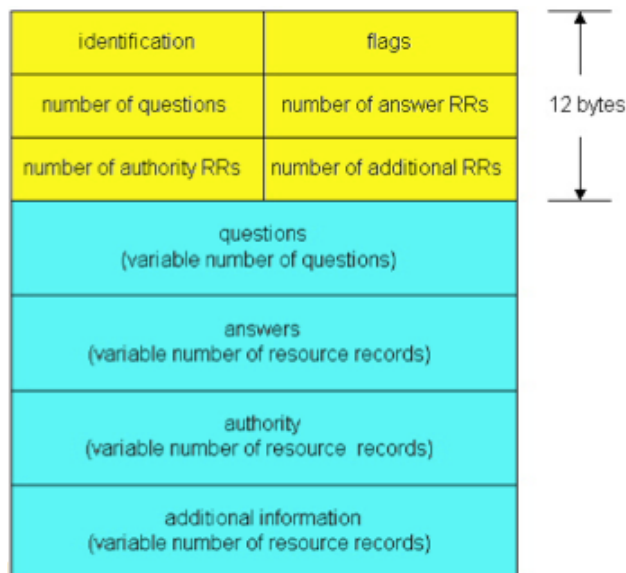 identification
flags
number of questions
number of answer RRs
12 bytes
number of authority RRs
number of additional RRs
questions
(variable number of questions)
answers
(variable number of resource records)
authority
(variable number of resource records)
additional information
(variable number of resource records)